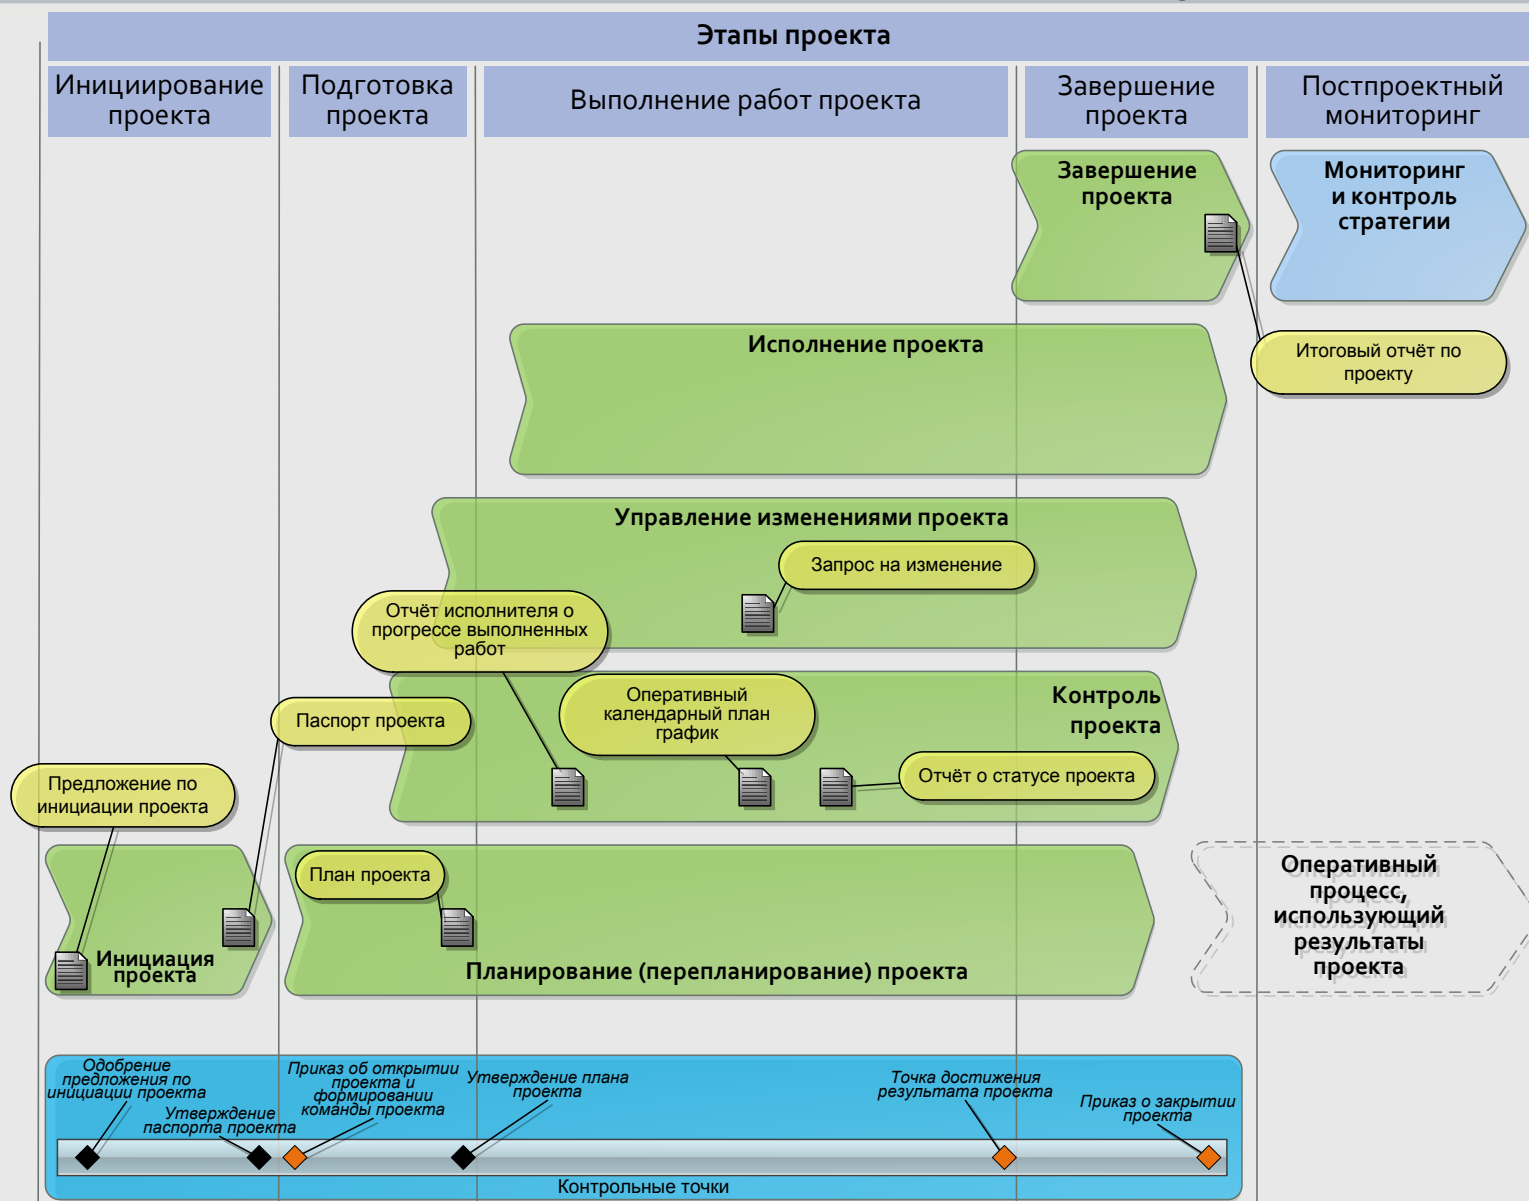 Этапы проекта
Инициирование
проекта
Подготовка
проекта
Выполнение работ проекта
Завершение
проекта
Постпроектный
мониторинг
Завершение
проекта
Мониторинг
и контроль
стратегии
Исполнение проекта
Итоговый отчёт по
проекту
Управление изменениями проекта
Запрос на изменение
Отчёт исполнителя о
прогрессе выполненных
работ
Оперативный
календарный план
график
Контроль
проекта
Паспорт проекта
Отчёт о статусе проекта
Предложение по
инициации проекта
План проекта
Инициация
проекта
Планирование (перепланирование) проекта
Оперативный
процесс,
использующий
результаты
проекта
Одобрение
предложения по
инициации проекта
Утверждение
паспорта проекта
Приказ об открытии
проекта и
формировании
команды проекта
Утверждение плана
проекта
Точка достижения
результата проекта
Приказ о закрытии
проекта
Контрольные точки